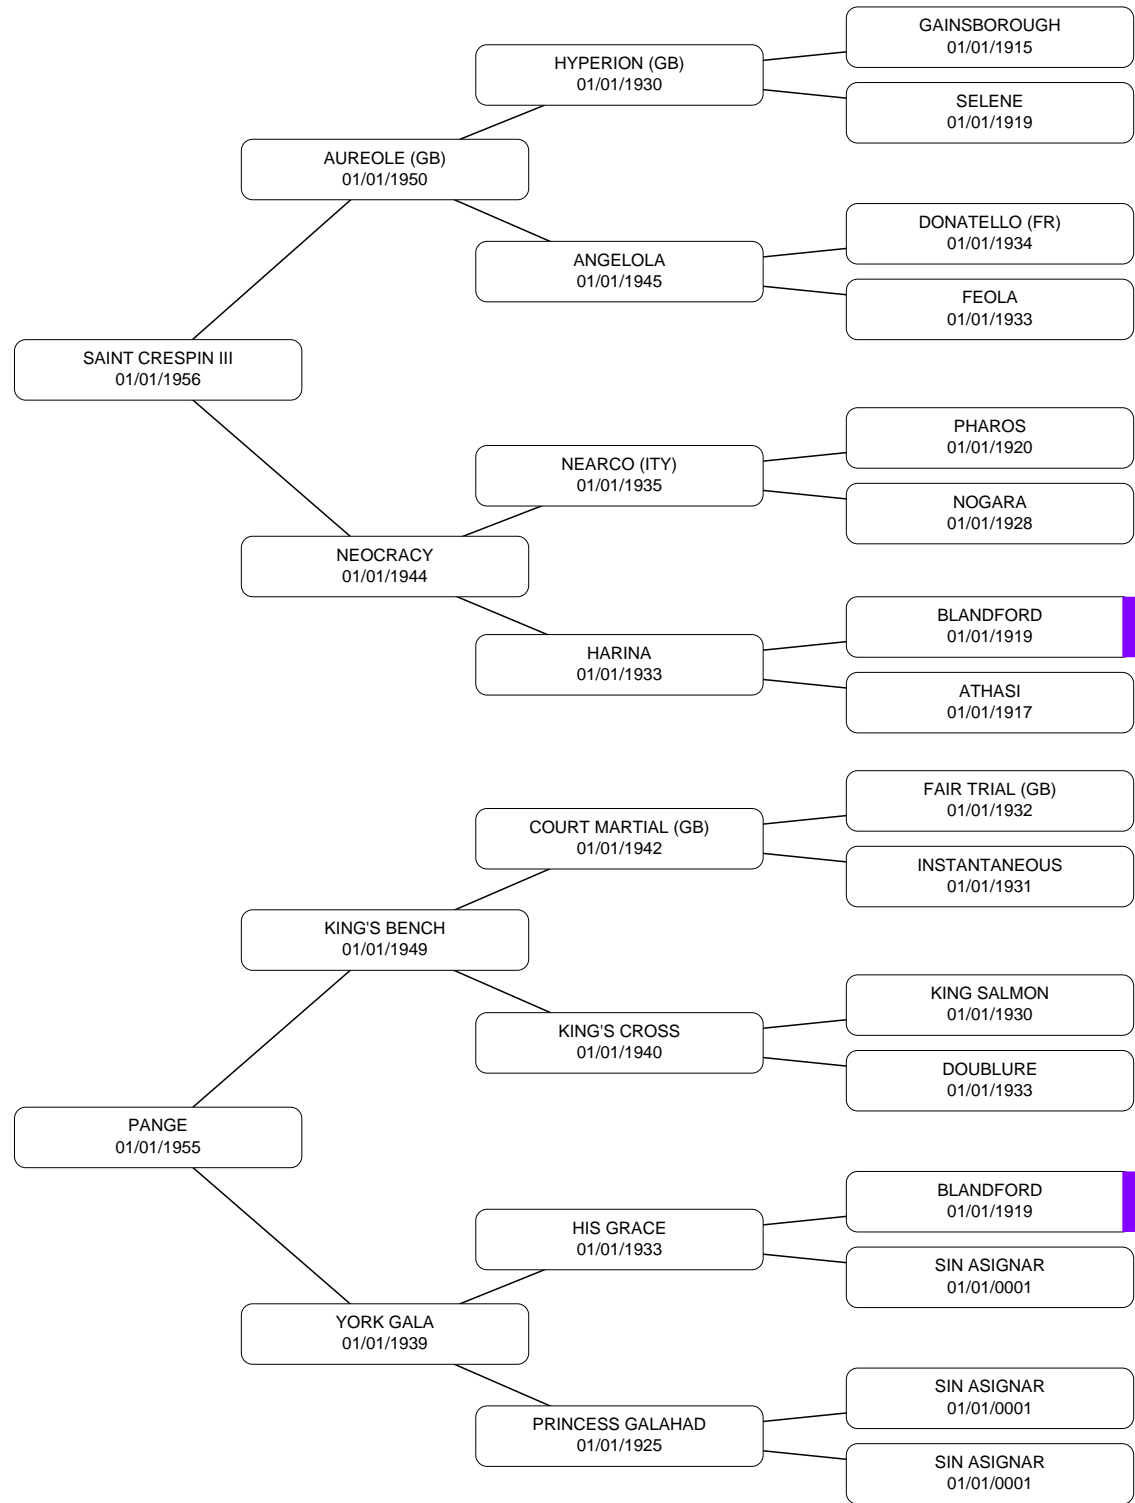 GAINSBOROUGH
01/01/1915
HYPERION (GB)
01/01/1930
SELENE
01/01/1919
AUREOLE (GB)
01/01/1950
DONATELLO (FR)
01/01/1934
ANGELOLA
01/01/1945
FEOLA
01/01/1933
SAINT CRESPIN III
01/01/1956
PHAROS
01/01/1920
NEARCO (ITY)
01/01/1935
NOGARA
01/01/1928
NEOCRACY
01/01/1944
BLANDFORD
01/01/1919
HARINA
01/01/1933
ATHASI
01/01/1917
FAIR TRIAL (GB)
01/01/1932
COURT MARTIAL (GB)
01/01/1942
INSTANTANEOUS
01/01/1931
KING'S BENCH
01/01/1949
KING SALMON
01/01/1930
KING'S CROSS
01/01/1940
DOUBLURE
01/01/1933
PANGE
01/01/1955
BLANDFORD
01/01/1919
HIS GRACE
01/01/1933
SIN ASIGNAR
01/01/0001
YORK GALA
01/01/1939
SIN ASIGNAR
01/01/0001
PRINCESS GALAHAD
01/01/1925
SIN ASIGNAR
01/01/0001